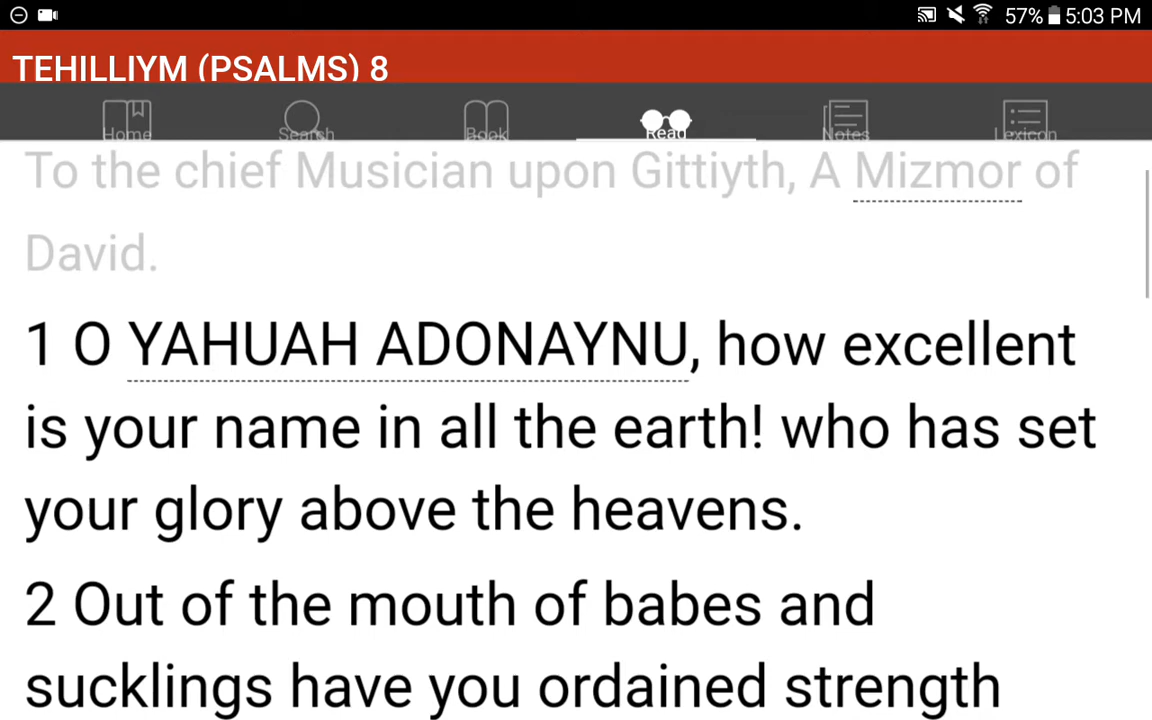 57% 5:03 PM
TEHILLIYM (PSALMS) 8
Home Search Book Read Notes Lexicon
To the chief Musician upon Gittiyth, A Mizmor of
David.
1 O YAHUAH ADONAYNU, how excellent
is your name in all the earth! who has set
your glory above the heavens.
2 Out of the mouth of babes and
sucklings have you ordained strength